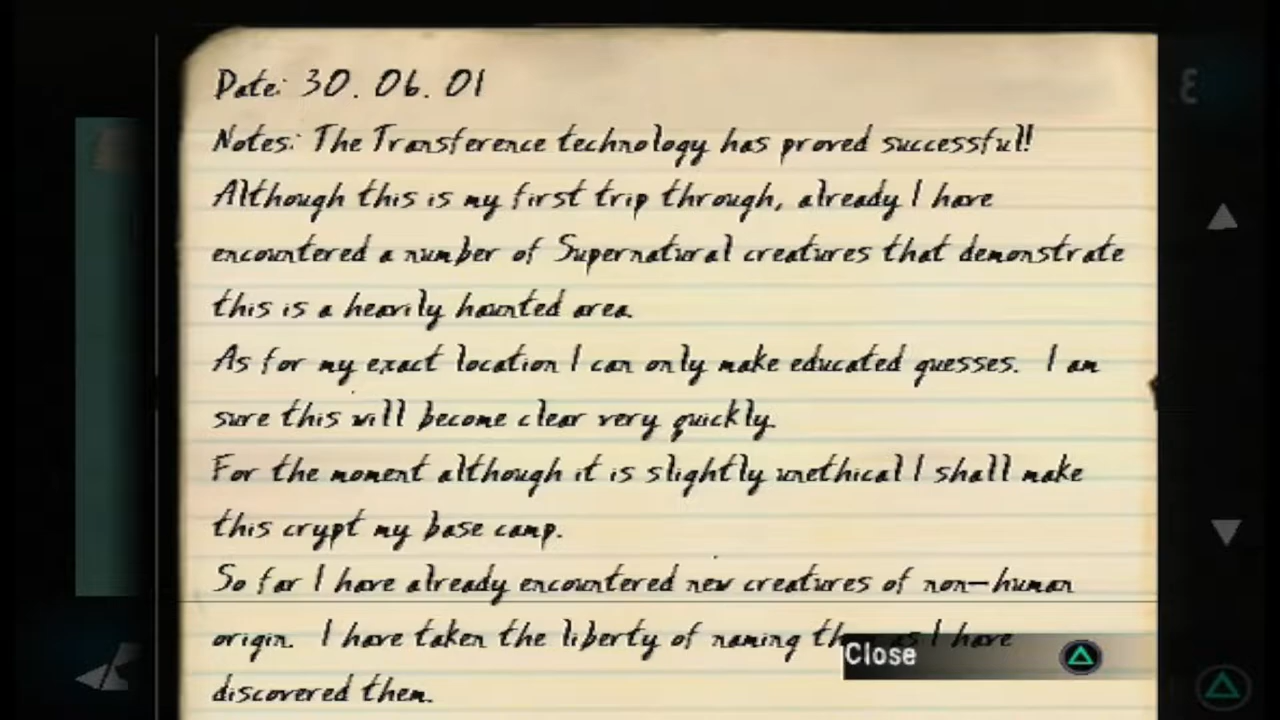 Date: 30. 06. 01
Notes: The Transference technology has proved successful!
Although this is my first trip through, already I have
encountered a number of Supernatural creatures that demonstrate
this is a heavily haunted area.
As for my exact location I can only make educated guesses. I am
sure this will become clear very quickly.
For the moment although it is slightly unethical I shall make
this crypt my base camp.
So far I have already encountered new creatures of non-human
origin. I have taken the liberty of naming them as I have
Close
discovered them.